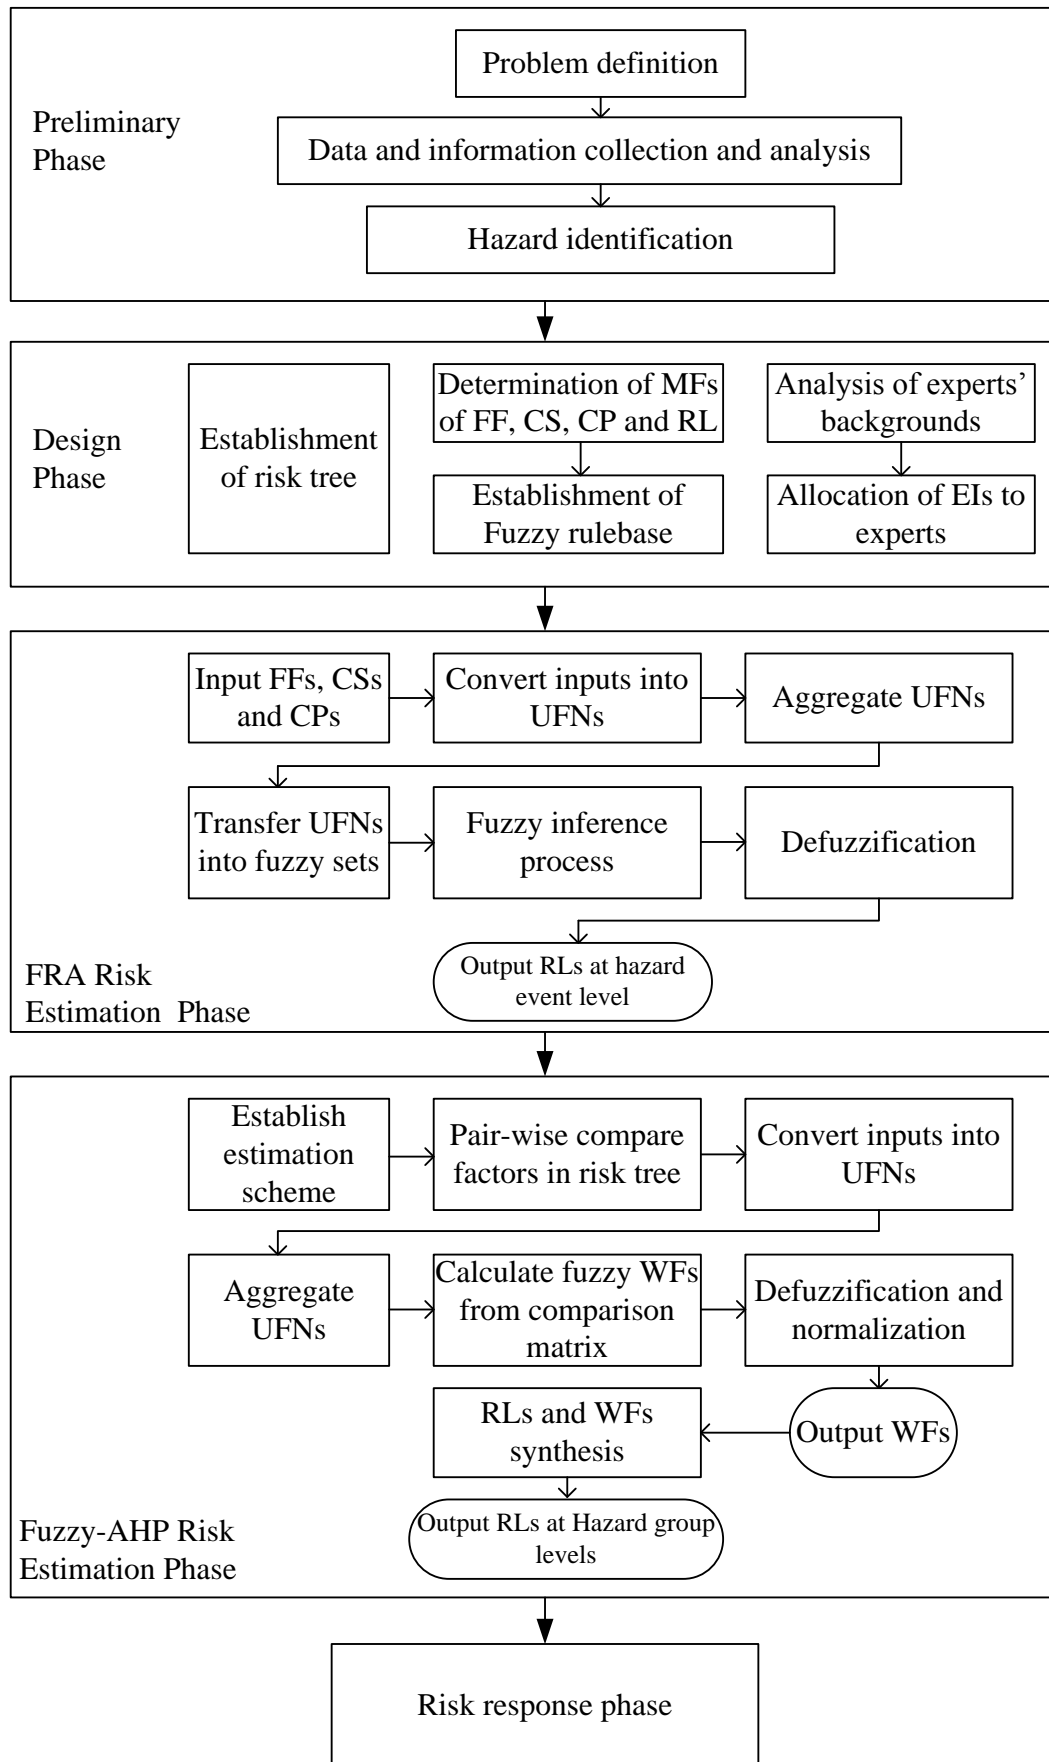 Problem definition
Preliminary
Phase
Data and information collection and analysis
Hazard identification
Design
Phase
Establishment
of risk tree
Determination of MFs
of FF, CS, CP and RL
Establishment of
Fuzzy rulebase
Analysis of experts’
backgrounds
Allocation of EIs to
experts
Input FFs, CSs
and CPs
Convert inputs into
UFNs
Aggregate UFNs
Transfer UFNs
into fuzzy sets
Fuzzy inference
process
Defuzzification
Output RLs at hazard
event level
FRA Risk
Estimation Phase
Establish
estimation
scheme
Pair-wise compare
factors in risk tree
Convert inputs into
UFNs
Aggregate
UFNs
Calculate fuzzy WFs
from comparison
matrix
Defuzzification and
normalization
Output WFs
RLs and WFs
synthesis
Output RLs at Hazard group
levels
Fuzzy-AHP Risk
Estimation Phase
Risk response phase